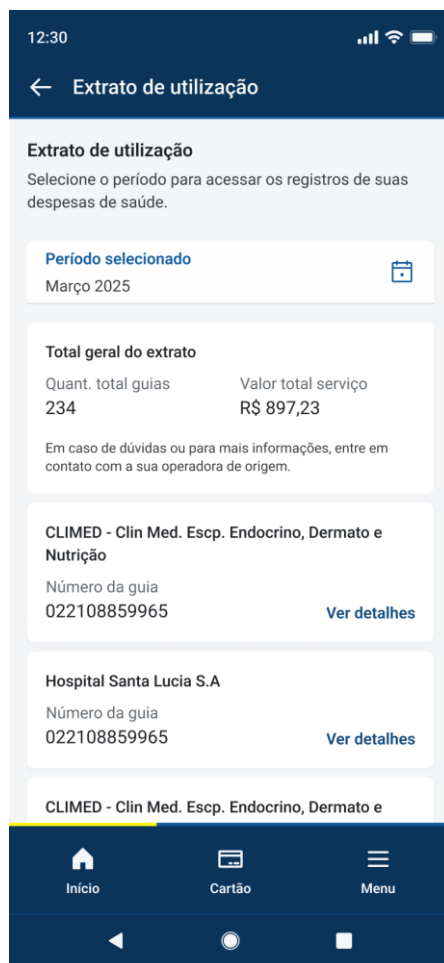 12:30
Extrato de utilização
Extrato de utilização
Selecione o período para acessar os registros de suas
despesas de saúde.
Período selecionado
Março 2025
Total geral do extrato
Quant. total guias Valor total serviço
234 R$ 897,23
Em caso de dúvidas ou para mais informações, entre em
contato com a sua operadora de origem.
CLIMED - Clin Med. Escp. Endocrino, Dermato e
Nutrição
Número da guia
022108859965 Ver detalhes
Hospital Santa Lucia S.A
Número da guia
022108859965 Ver detalhes
CLIMED - Clin Med. Escp. Endocrino, Dermato e
Início Cartão Menu